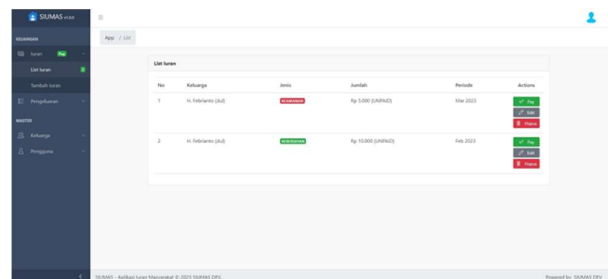 SIUMAS
KEUANGAN
Iuran Pay
List Iuran
Tambah Iuran
Pengeluaran
MASTER
Keluarga
Pengguna
App / List
List Iuran
No Keluarga Jenis Jumlah Periode Actions
1 H. Febrianto (dul) KEAMANAN Rp 5.000 (UNPAID) Mar 2023 Pay
Edit
Hapus
2 H. Febrianto (dul) Rp 10.000 (UNPAID) Feb 2023 Pay
Edit
Hapus
SIUMAS - Aplikasi Iuran Masyarakat © 2023 SIUMAS DEV. Powered by SIUMAS DEV